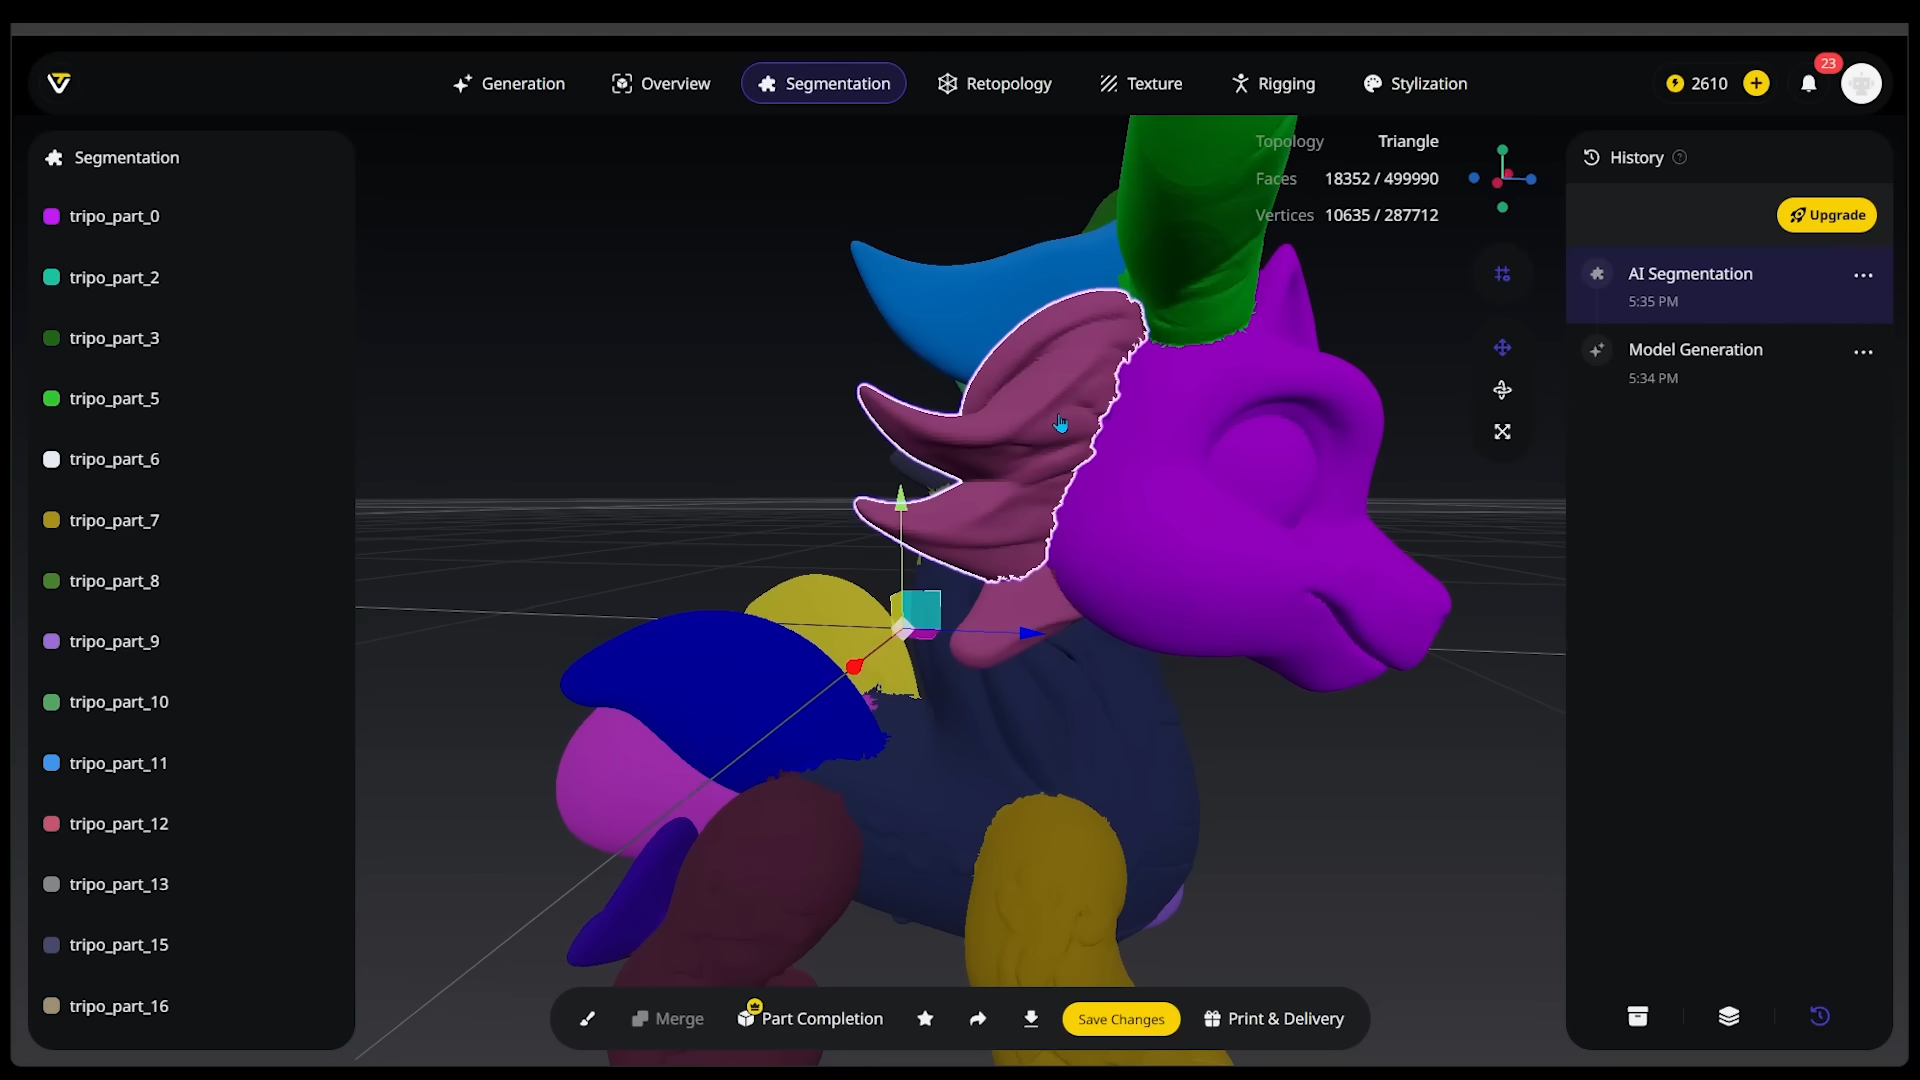 Generation
Overview
Segmentation
Retopology
Texture
Rigging
Stylization
2610
23
Segmentation
tripo_part_0
tripo_part_2
tripo_part_3
tripo_part_5
tripo_part_6
tripo_part_7
tripo_part_8
tripo_part_9
tripo_part_10
tripo_part_11
tripo_part_12
tripo_part_13
tripo_part_15
tripo_part_16
Topology Triangle
Faces 18352 / 499990
Vertices 10635 / 287712
History
Upgrade
AI Segmentation
5:35 PM
Model Generation
5:34 PM
Merge
Part Completion
Save Changes
Print & Delivery